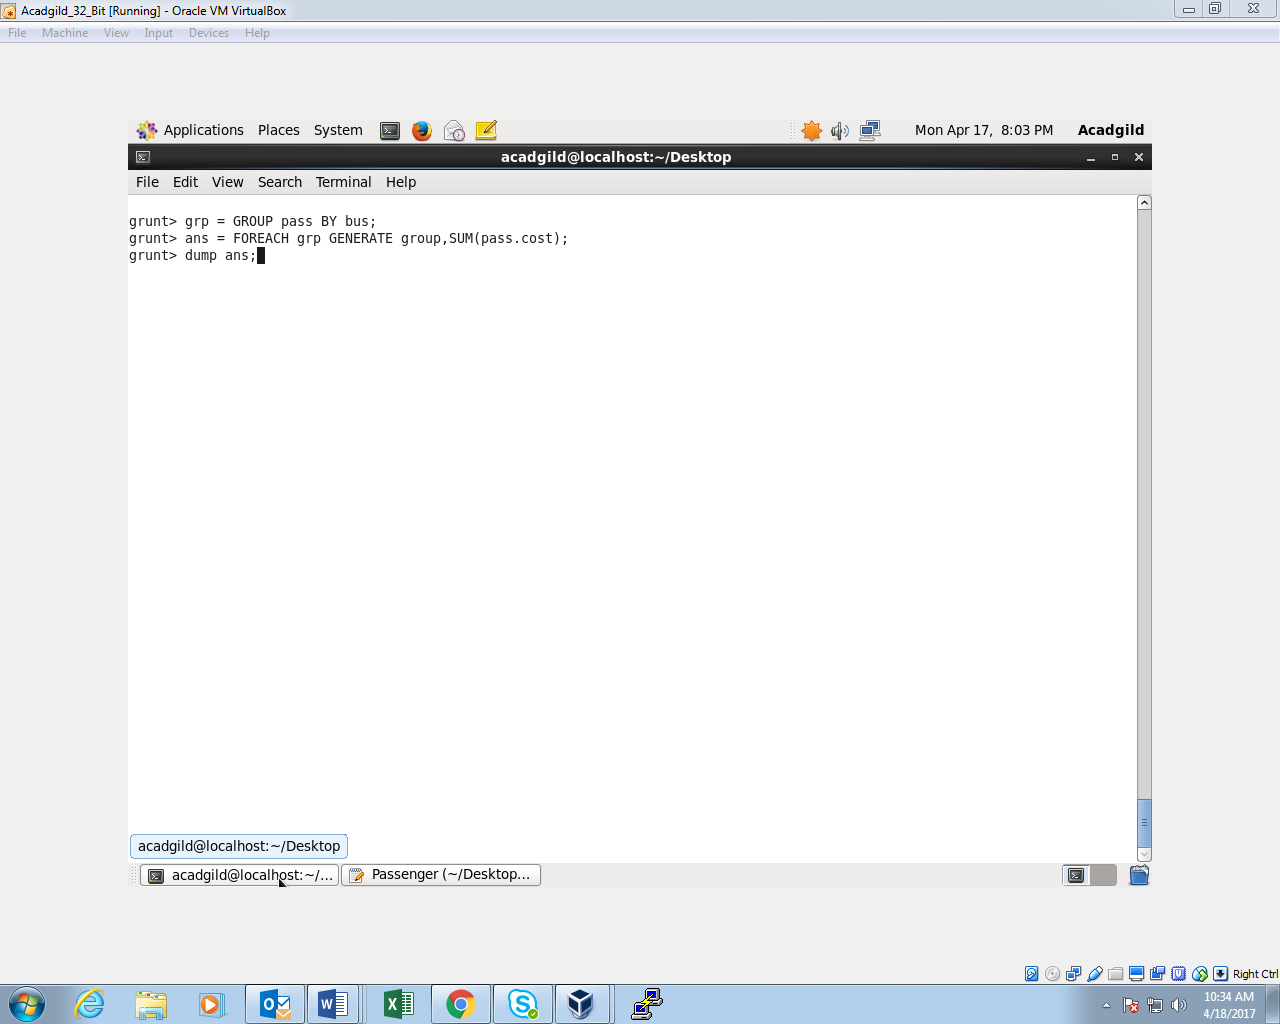 Acadgild_32_Bit [Running] - Oracle VM VirtualBox
File Machine View Input Devices Help
Applications Places System Mon Apr 17, 8:03 PM Acadgild
acadgild@localhost:~/Desktop
File Edit View Search Terminal Help
grunt> grp = GROUP pass BY bus;
grunt> ans = FOREACH grp GENERATE group,SUM(pass.cost);
grunt> dump ans;
acadgild@localhost:~/Desktop
acadgild@localhost:~/... Passenger (~/Desktop...
Right Ctrl
10:34 AM
4/18/2017